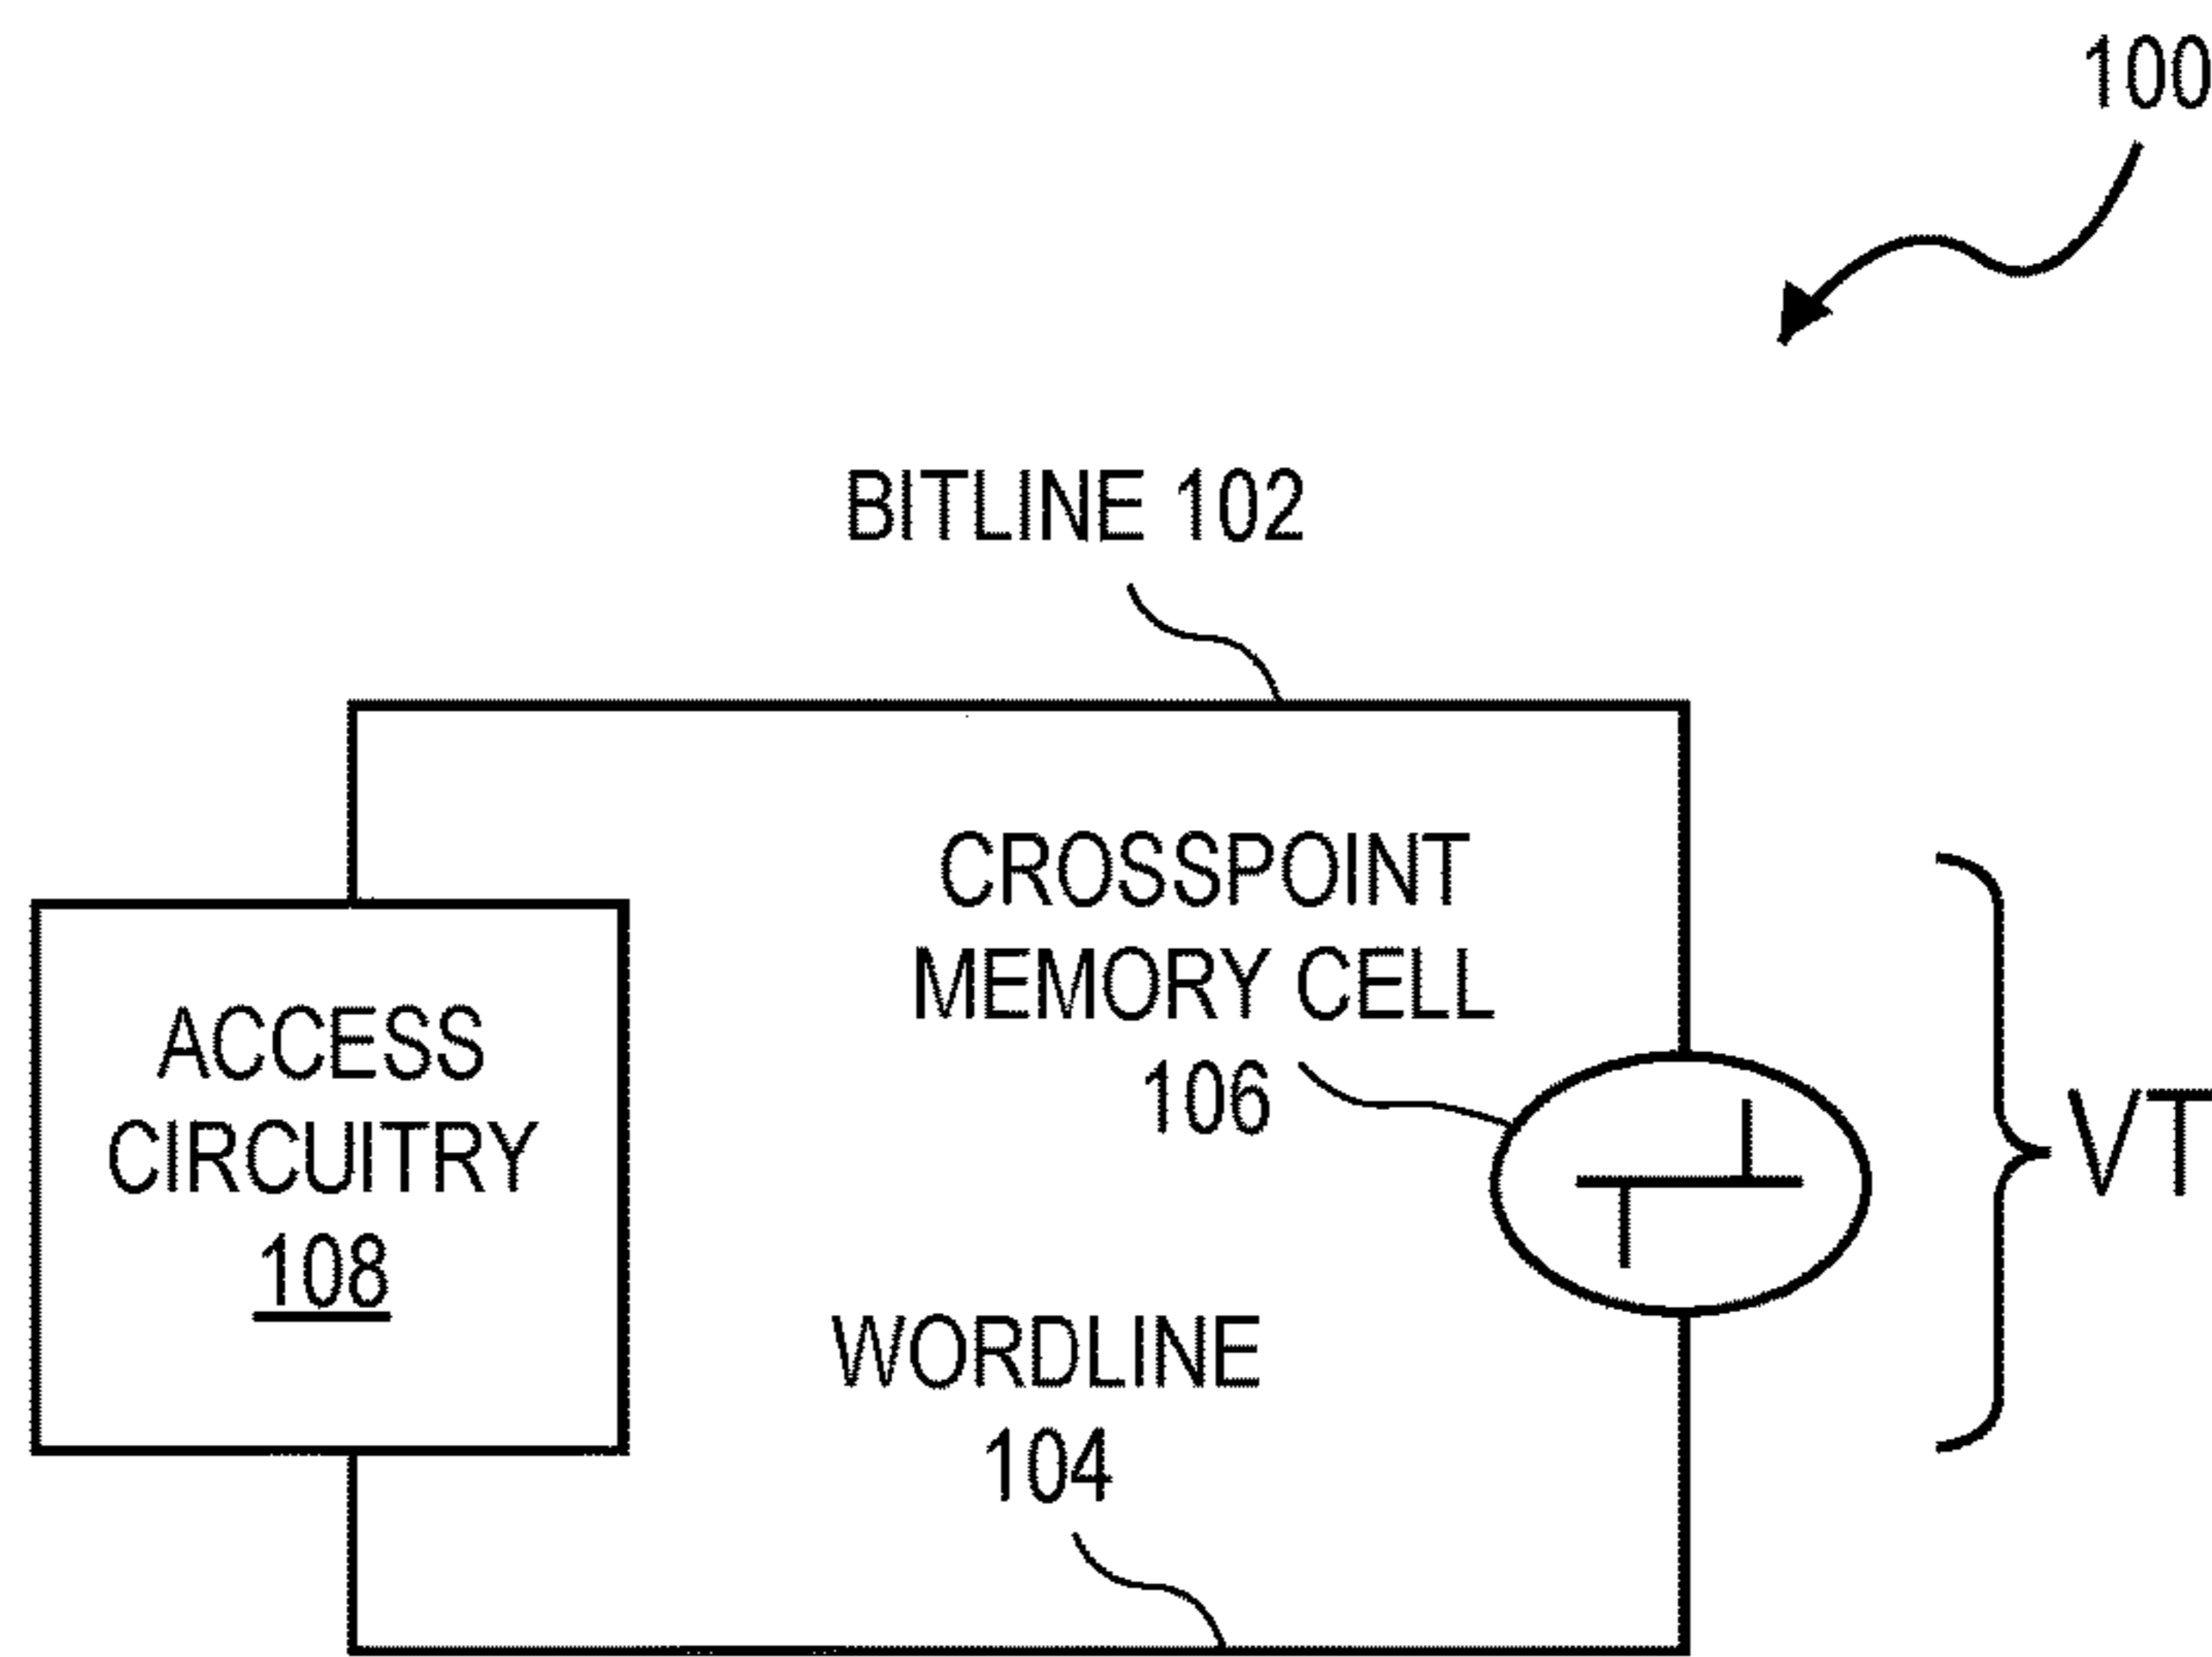 100
BITLINE 102
CROSSPOINT
MEMORY CELL
106
ACCESS
CIRCUITRY
108
VT
WORDLINE
104